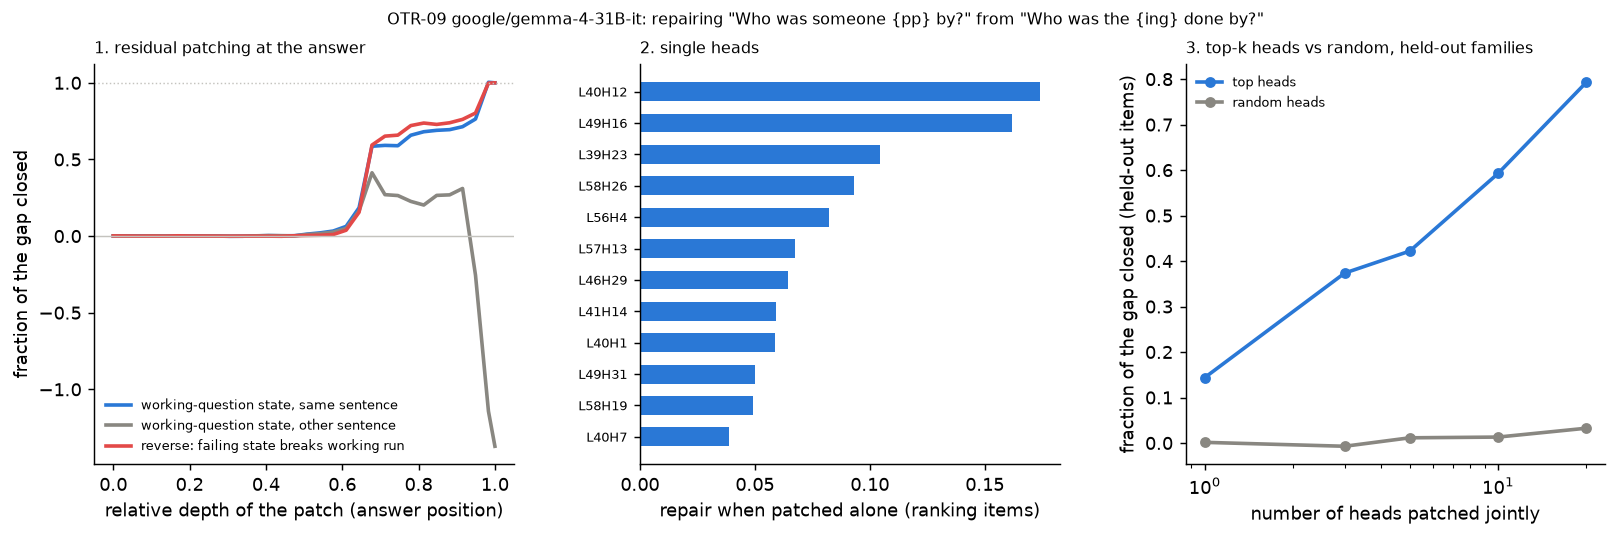 OTR-09 google/gemma-4-31B-it: repairing "Who was someone {pp} by?" from "Who was the {ing} done by?"
1. residual patching at the answer
fraction of the gap closed
1.0
0.5
0.0
−0.5
−1.0
working-question state, same sentence
working-question state, other sentence
reverse: failing state breaks working run
0.0 0.2 0.4 0.6 0.8 1.0
relative depth of the patch (answer position)
2. single heads
L40H12
L49H16
L39H23
L58H26
L56H4
L57H13
L46H29
L41H14
L40H1
L49H31
L58H19
L40H7
0.00 0.05 0.10 0.15
repair when patched alone (ranking items)
3. top-k heads vs random, held-out families
fraction of the gap closed (held-out items)
top heads
random heads
0.8
0.7
0.6
0.5
0.4
0.3
0.2
0.1
0.0
10⁰ 10¹
number of heads patched jointly